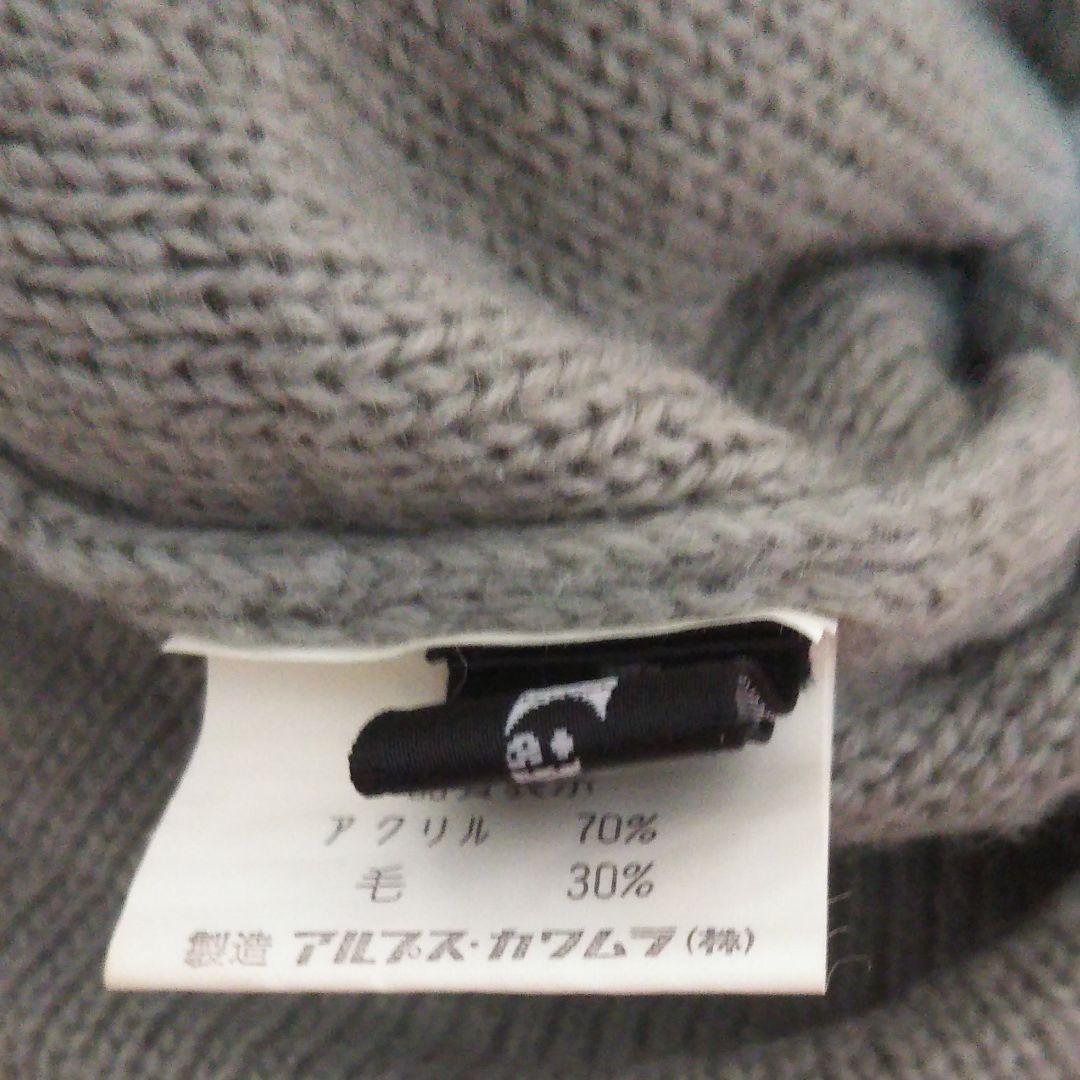 アクリル 70%
毛 30%
製造 アルプス・カワムラ(株)